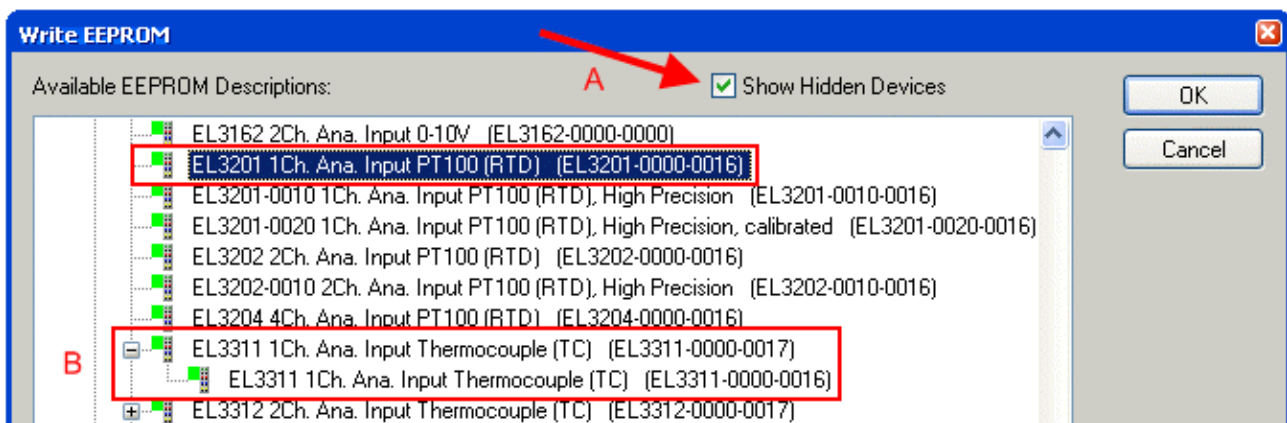 Write EEPROM
Available EEPROM Descriptions:
A
Show Hidden Devices
OK
Cancel
EL3162 2Ch. Ana. Input 0-10V (EL3162-0000-0000)
EL3201 1Ch. Ana. Input PT100 (RTD) (EL3201-0000-0016)
EL3201-0010 1Ch. Ana. Input PT100 (RTD), High Precision (EL3201-0010-0016)
EL3201-0020 1Ch. Ana. Input PT100 (RTD), High Precision, calibrated (EL3201-0020-0016)
EL3202 2Ch. Ana. Input PT100 (RTD) (EL3202-0000-0016)
EL3202-0010 2Ch. Ana. Input PT100 (RTD), High Precision (EL3202-0010-0016)
EL3204 4Ch. Ana. Input PT100 (RTD) (EL3204-0000-0016)
B
EL3311 1Ch. Ana. Input Thermocouple (TC) (EL3311-0000-0017)
EL3311 1Ch. Ana. Input Thermocouple (TC) (EL3311-0000-0016)
EL3312 2Ch. Ana. Input Thermocouple (TC) (EL3312-0000-0017)